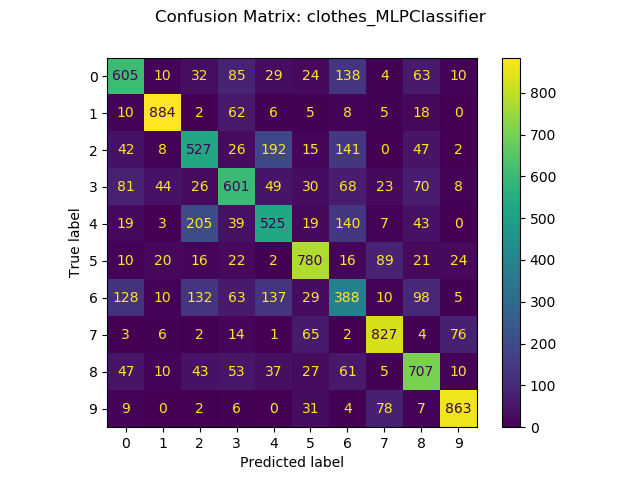 Confusion Matrix: clothes_MLPClassifier
0 605 10 32 85 29 24 138 4 63 10
1 10 884 2 62 6 5 8 5 18 0
2 42 8 527 26 192 15 141 0 47 2
3 81 44 26 601 49 30 68 23 70 8
4 19 3 205 39 525 19 140 7 43 0
5 10 20 16 22 2 780 16 89 21 24
6 128 10 132 63 137 29 388 10 98 5
7 3 6 2 14 1 65 2 827 4 76
8 47 10 43 53 37 27 61 5 707 10
9 9 0 2 6 0 31 4 78 7 863
0 1 2 3 4 5 6 7 8 9
Predicted label
True label
800
700
600
500
400
300
200
100
0